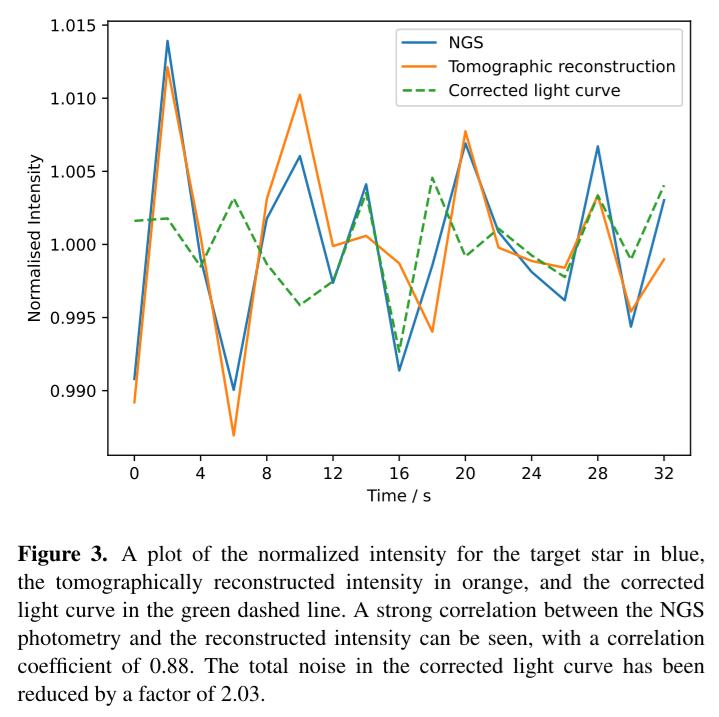 1.015
1.010
1.005
1.000
0.995
0.990
Normalised Intensity
NGS
Tomographic reconstruction
Corrected light curve
0 4 8 12 16 20 24 28 32
Time / s
Figure 3. A plot of the normalized intensity for the target star in blue,
the tomographically reconstructed intensity in orange, and the corrected
light curve in the green dashed line. A strong correlation between the NGS
photometry and the reconstructed intensity can be seen, with a correlation
coefficient of 0.88. The total noise in the corrected light curve has been
reduced by a factor of 2.03.